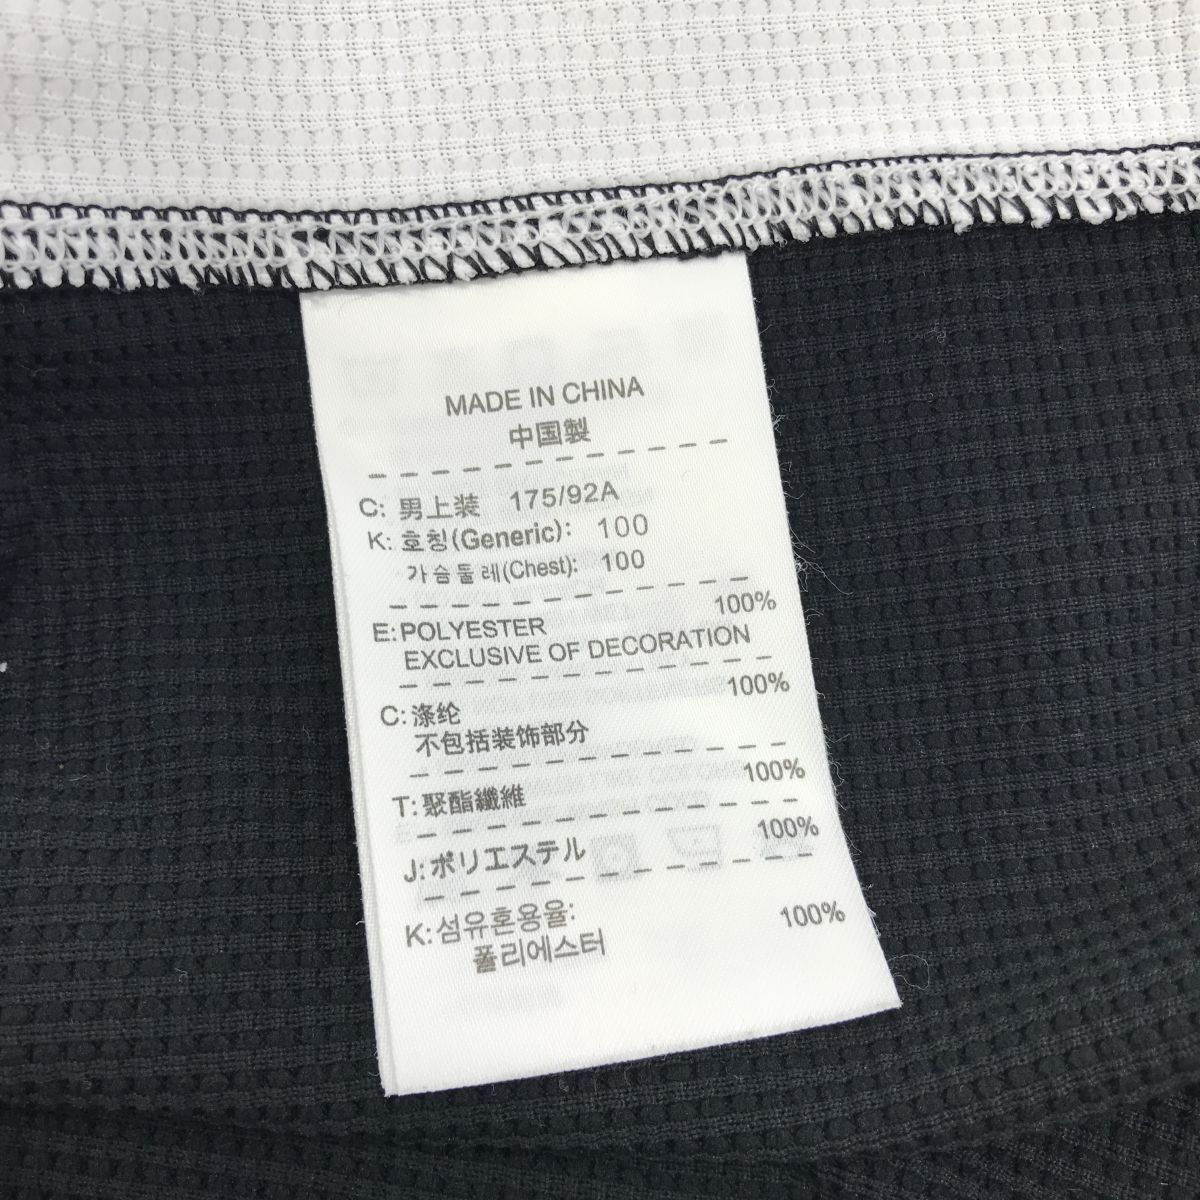 MADE IN CHINA
中国製
C: 男上装 175/92A
K: 호칭(Generic): 100
가슴둘레(Chest): 100
E: POLYESTER 100%
EXCLUSIVE OF DECORATION
C: 涤纶 100%
不包括装饰部分
T: 聚酯纖維 100%
J: ポリエステル 100%
K: 섬유혼용율:
폴리에스터 100%